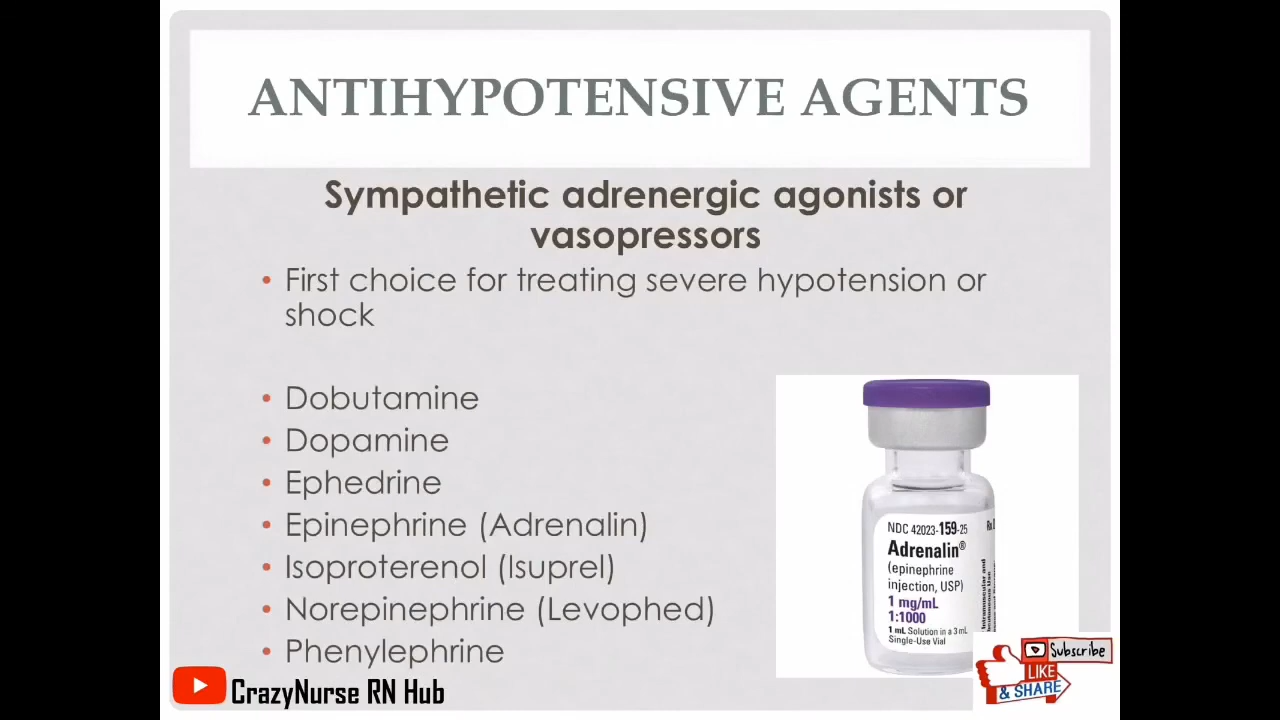 ANTIHYPOTENSIVE AGENTS
Sympathetic adrenergic agonists or
vasopressors
• First choice for treating severe hypotension or
shock
• Dobutamine
• Dopamine
• Ephedrine
• Epinephrine (Adrenalin)
• Isoproterenol (Isuprel)
• Norepinephrine (Levophed)
• Phenylephrine
NDC 42023-159-25
Adrenalin®
(epinephrine
injection, USP)
1 mg/mL
1:1000
1 mL Solution in a 3 mL
Single-Use Vial
Intramuscular and
CrazyNurse RN Hub
Subscribe
LIKE
& SHARE